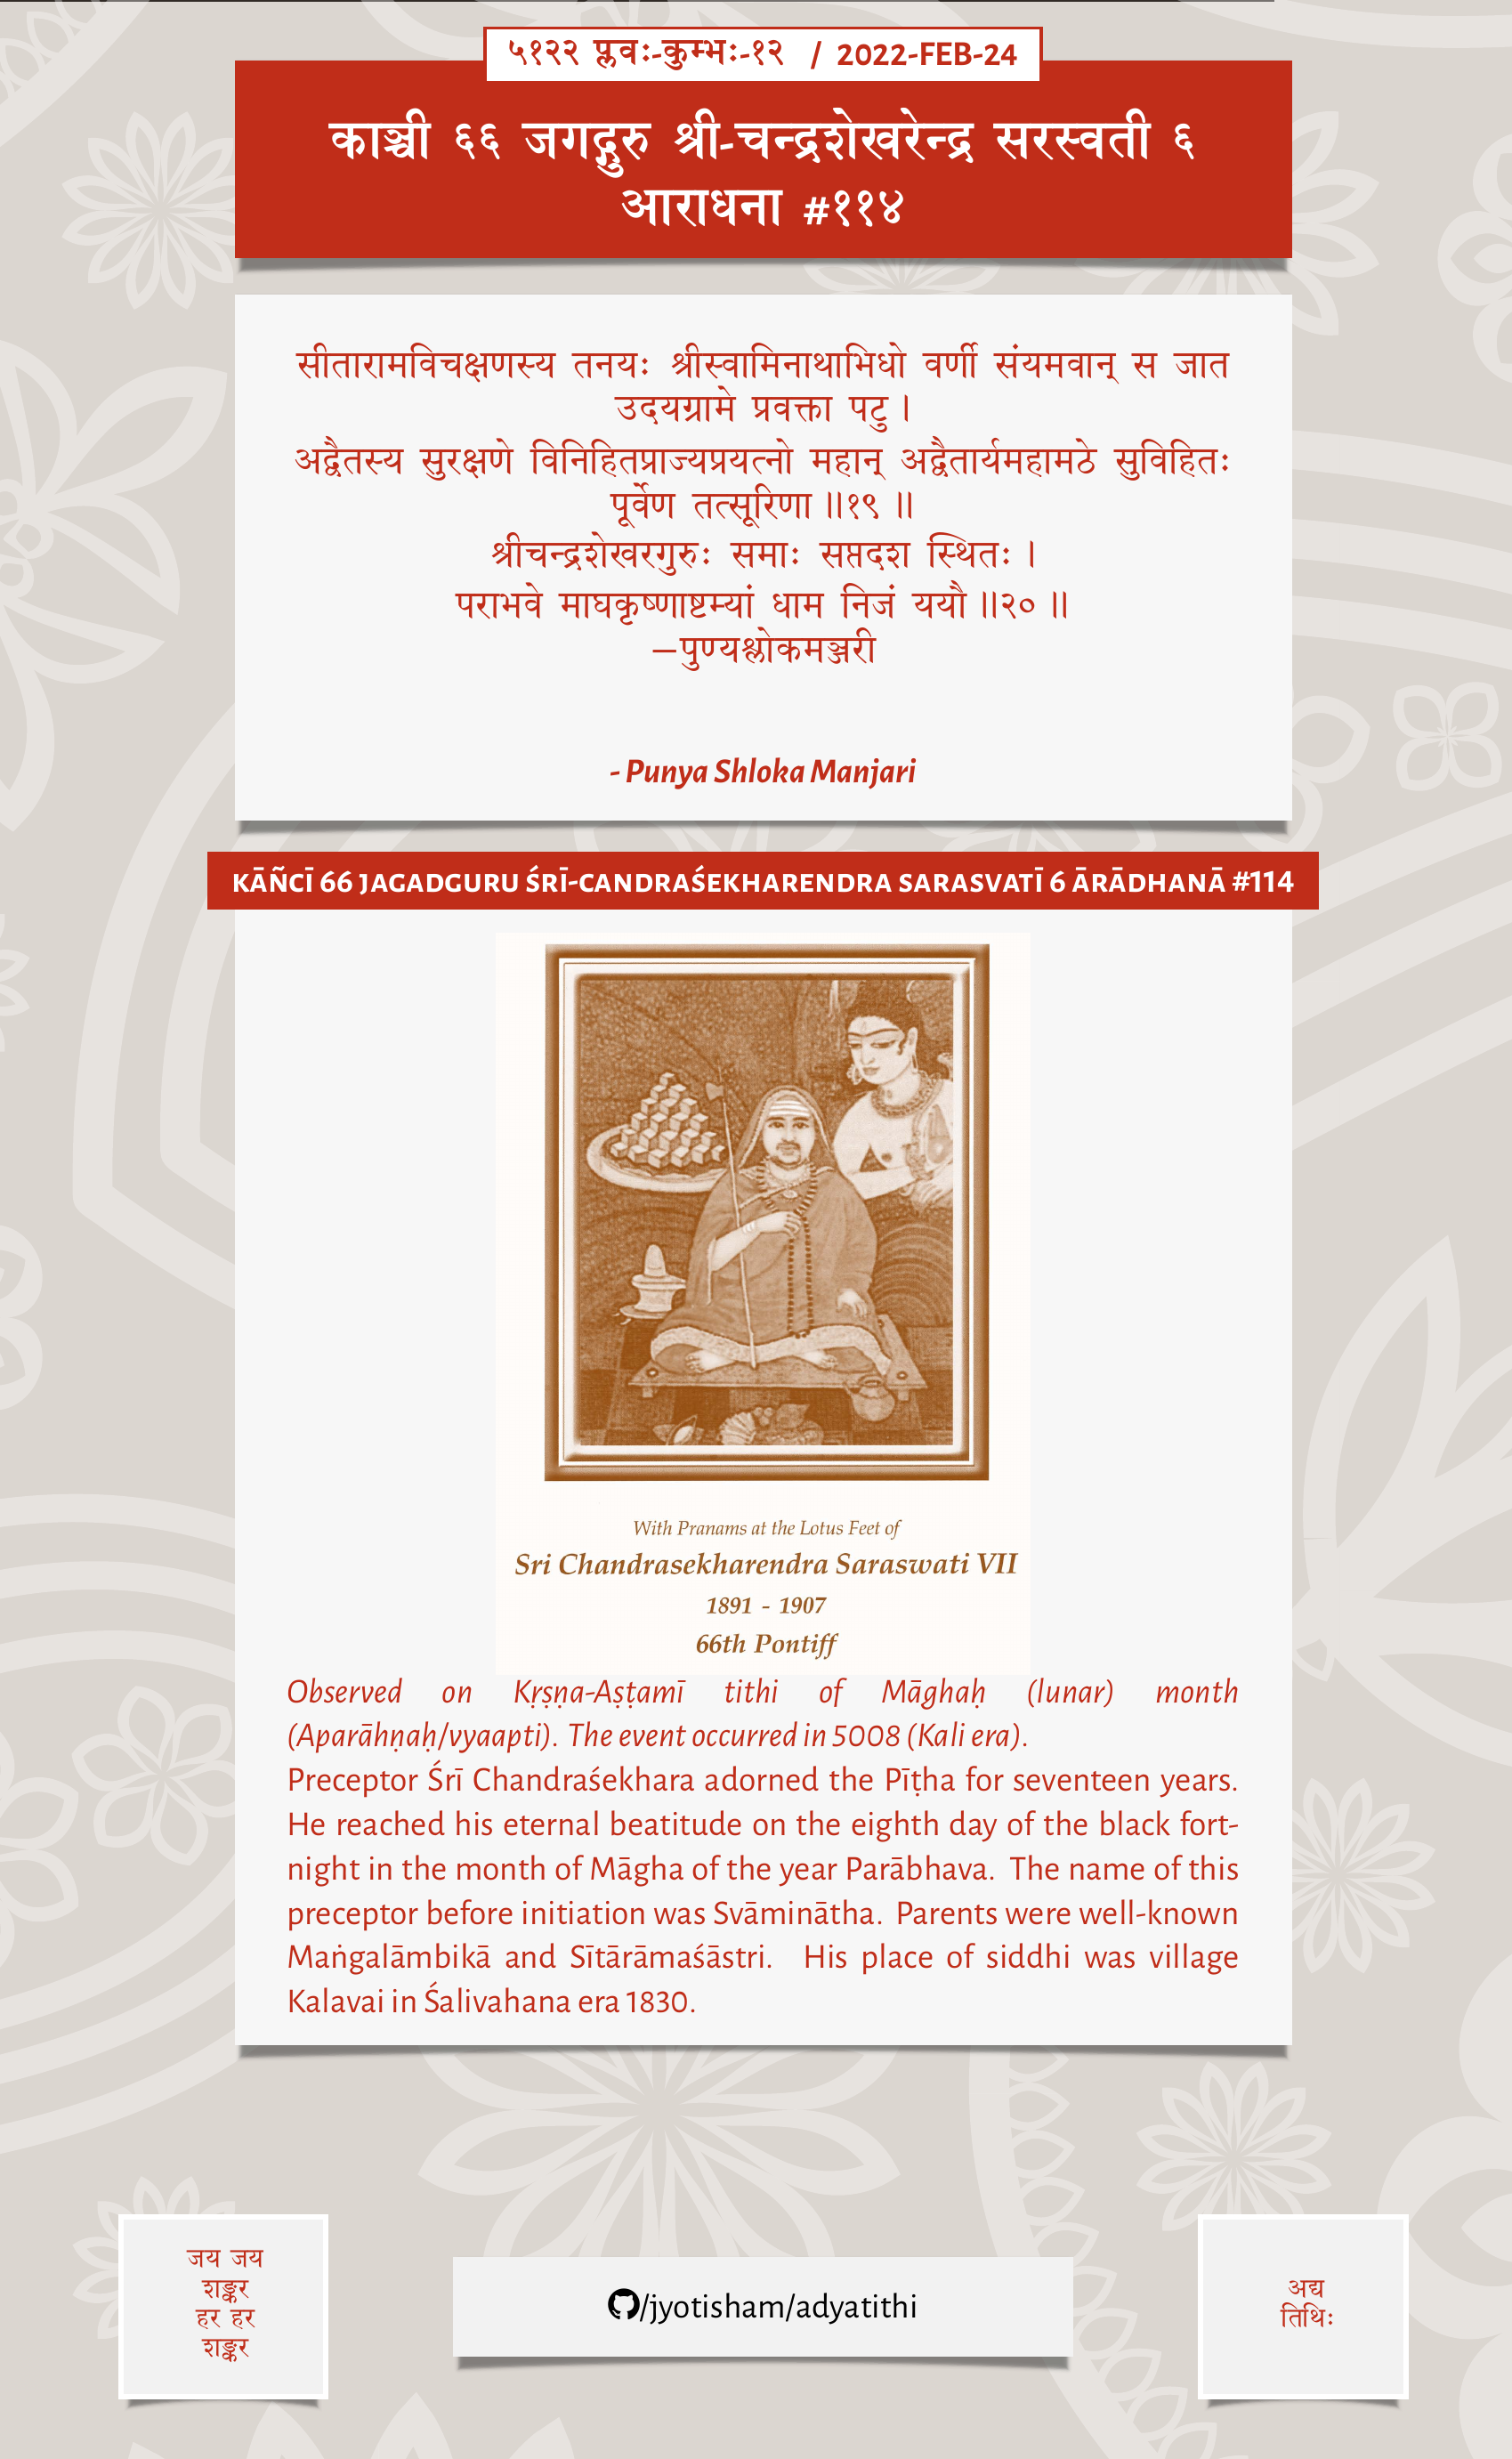 ५१२२ प्लवः-कुम्भः-१२ / 2022-FEB-24
काञ्ची ६६ जगद्गुरु श्री-चन्द्रशेखरेन्द्र सरस्वती ६
आराधना #११४
सीतारामविचक्षणस्य तनयः श्रीस्वामिनाथाभिधो वर्णी संयमवान् स जात
उदयग्रामे प्रवक्ता पटु ।
अद्वैतस्य सुरक्षणे विनिहितप्राज्यप्रयत्नो महान् अद्वैतार्यमहामठे सुविहितः
पूर्वेण तत्सूरिणा ॥१९ ॥
श्रीचन्द्रशेखरगुरुः समाः सप्तदश स्थितः ।
पराभवे माघकृष्णाष्टम्यां धाम निजं ययौ ॥२० ॥
—पुण्यश्लोकमञ्जरी
- Punya Shloka Manjari
KĀÑCĪ 66 JAGADGURU ŚRĪ-CANDRAŚEKHARENDRA SARASVATĪ 6 ĀRĀDHANĀ #114
With Pranams at the Lotus Feet of
Sri Chandrasekharendra Saraswati VII
1891 - 1907
66th Pontiff
Observed on Kṛṣṇa-Aṣṭamī tithi of Māghaḥ (lunar) month
(Aparāhṇaḥ/vyaapti). The event occurred in 5008 (Kali era).
Preceptor Śrī Chandraśekhara adorned the Pīṭha for seventeen years.
He reached his eternal beatitude on the eighth day of the black fort-
night in the month of Māgha of the year Parābhava. The name of this
preceptor before initiation was Svāminātha. Parents were well-known
Maṅgalāmbikā and Sītārāmaśāstri. His place of siddhi was village
Kalavai in Śalivahana era 1830.
जय जय
शङ्कर
हर हर
शङ्कर
/jyotisham/adyatithi
अद्य
तिथिः